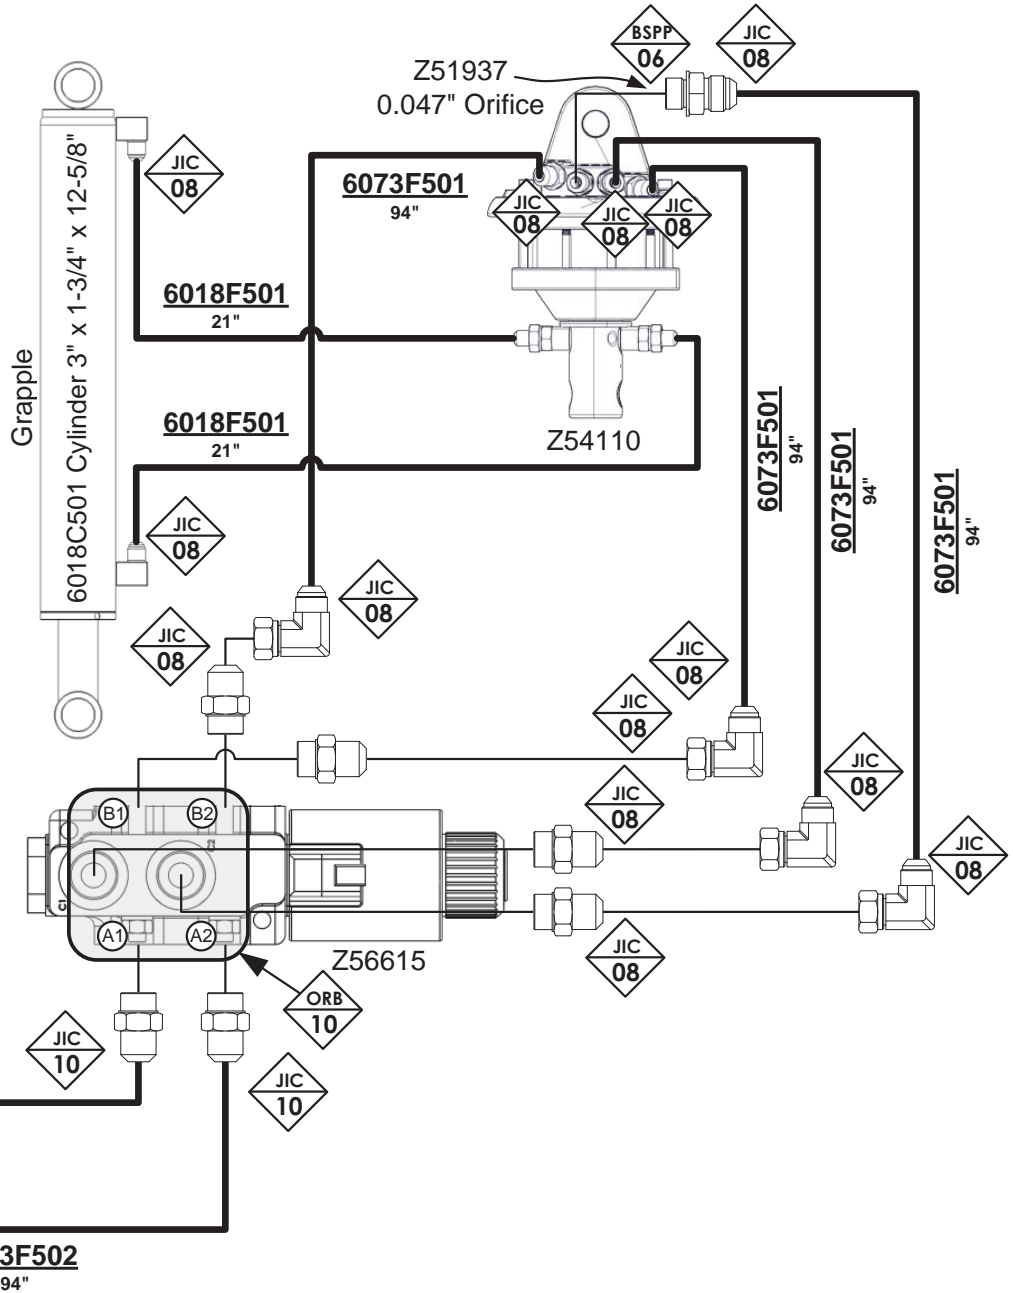 BSPP
06
JIC
08
Z51937
0.047" Orifice
JIC
08
6073F501
94"
JIC
08
JIC
08
JIC
08
Grapple
6018C501 Cylinder 3" x 1-3/4" x 12-5/8"
6018F501
21"
6018F501
21"
Z54110
6073F501
94"
6073F501
94"
6073F501
94"
JIC
08
JIC
08
JIC
08
JIC
08
JIC
08
JIC
08
JIC
08
JIC
08
JIC
08
B1
B2
C2
C1
A1
A2
Z56615
ORB
10
JIC
10
JIC
10
3F502
94"